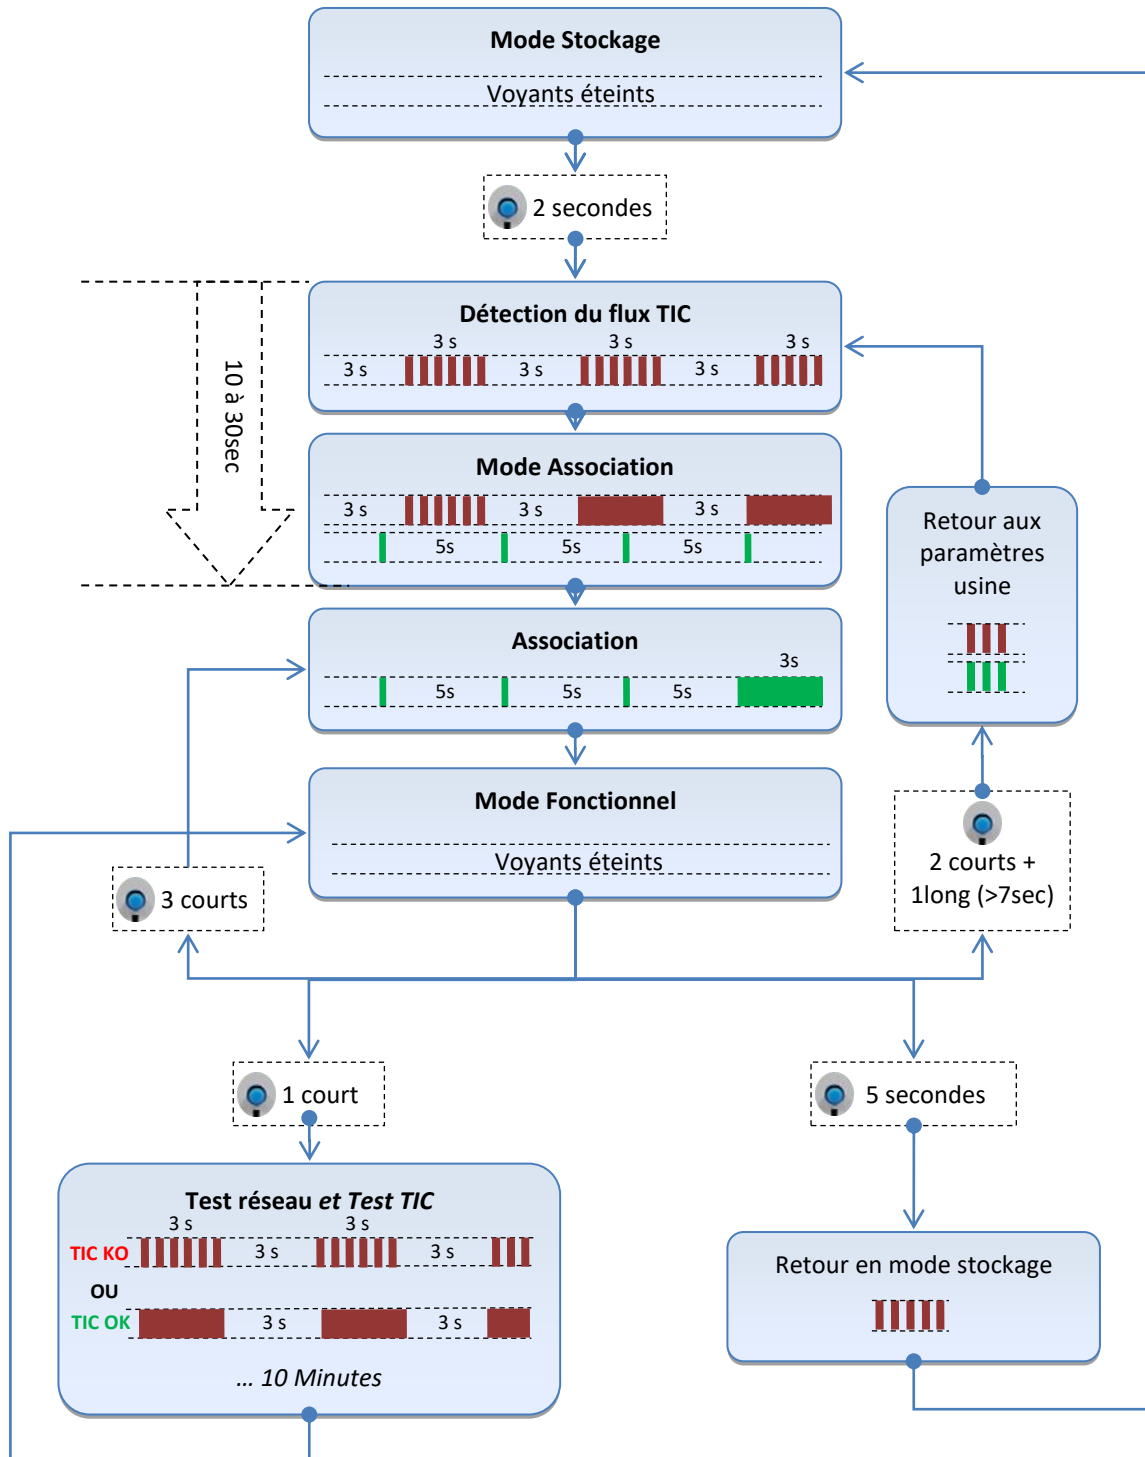 Mode Stockage
Voyants éteints
2 secondes
10 à 30sec
Détection du flux TIC
3 s 3 s 3 s
3 s 3 s 3 s
Mode Association
3 s 3 s 3 s
5s 5s 5s
Retour aux
paramètres
usine
Association
3s
5s 5s 5s
Mode Fonctionnel
Voyants éteints
3 courts
2 courts +
1long (>7sec)
1 court
5 secondes
Test réseau et Test TIC
3 s 3 s
TIC KO 3 s 3 s
OU
TIC OK 3 s 3 s
... 10 Minutes
Retour en mode stockage